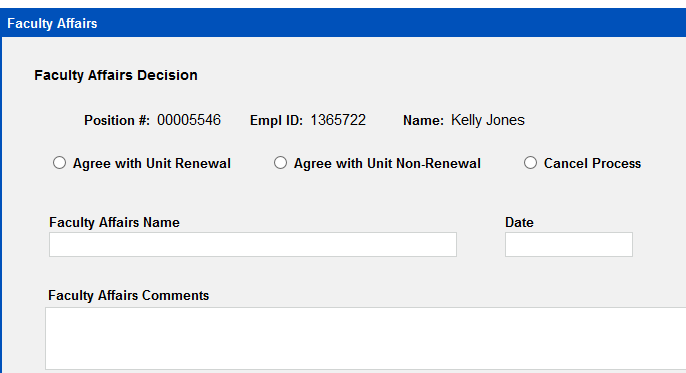 Faculty Affairs
Faculty Affairs Decision
Position #: 00005546 Empl ID: 1365722 Name: Kelly Jones
Agree with Unit Renewal Agree with Unit Non-Renewal Cancel Process
Faculty Affairs Name Date
Faculty Affairs Comments